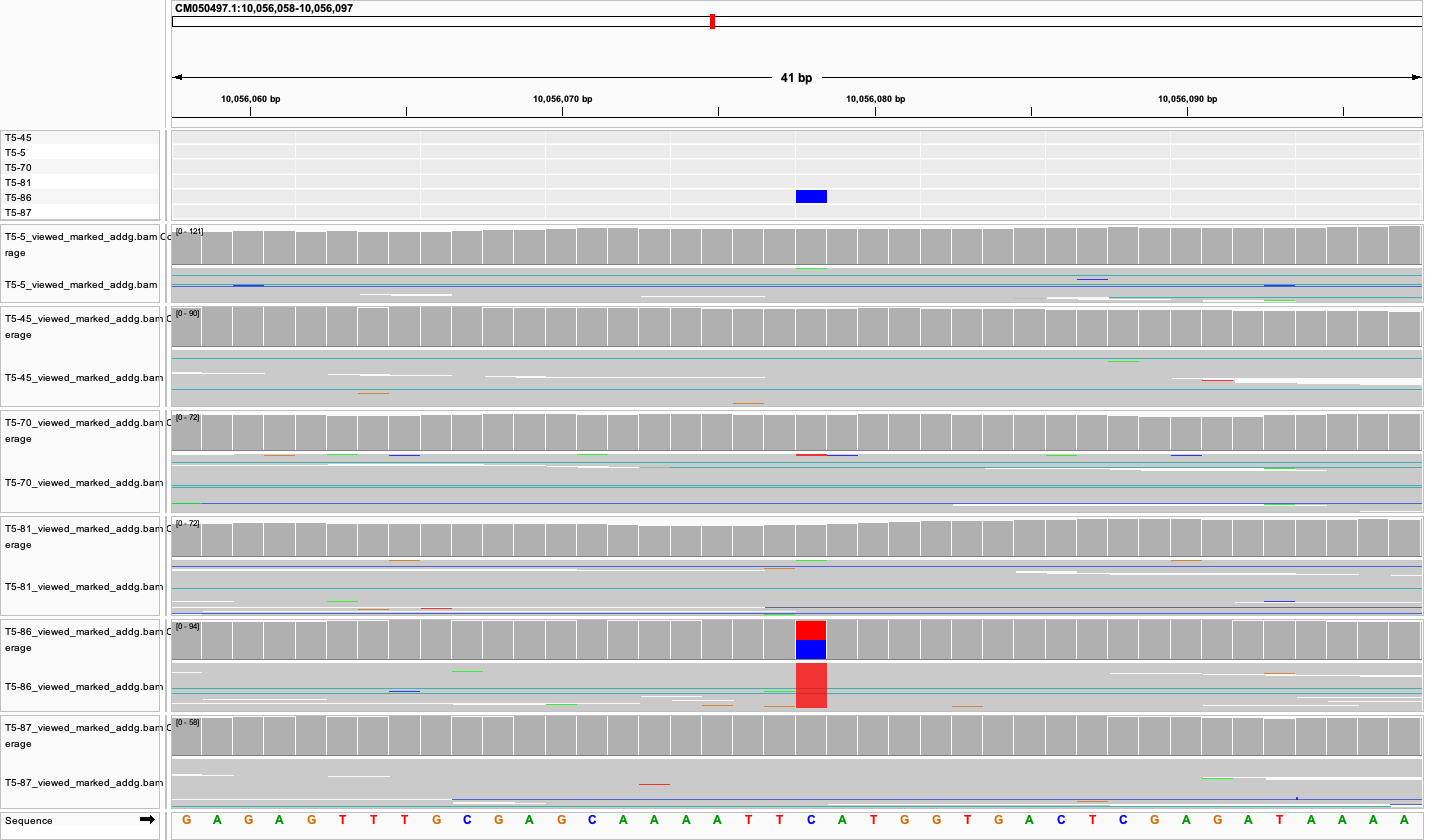 CM050497.1:10,056,058-10,056,097
41 bp
10,056,060 bp 10,056,070 bp 10,056,080 bp 10,056,090 bp
T5-45
T5-5
T5-70
T5-81
T5-86
T5-87
T5-5_viewed_marked_addg.bam Co [0 - 121]
rage
T5-5_viewed_marked_addg.bam
T5-45_viewed_marked_addg.bam C [0 - 90]
erage
T5-45_viewed_marked_addg.bam
T5-70_viewed_marked_addg.bam C [0 - 72]
erage
T5-70_viewed_marked_addg.bam
T5-81_viewed_marked_addg.bam C [0 - 72]
erage
T5-81_viewed_marked_addg.bam
T5-86_viewed_marked_addg.bam C [0 - 94]
erage
T5-86_viewed_marked_addg.bam
T5-87_viewed_marked_addg.bam C [0 - 58]
erage
T5-87_viewed_marked_addg.bam
Sequence G A G A G T T T G C G A G C A A A A T T C A T G G T G A C T C G A G A T A A A A